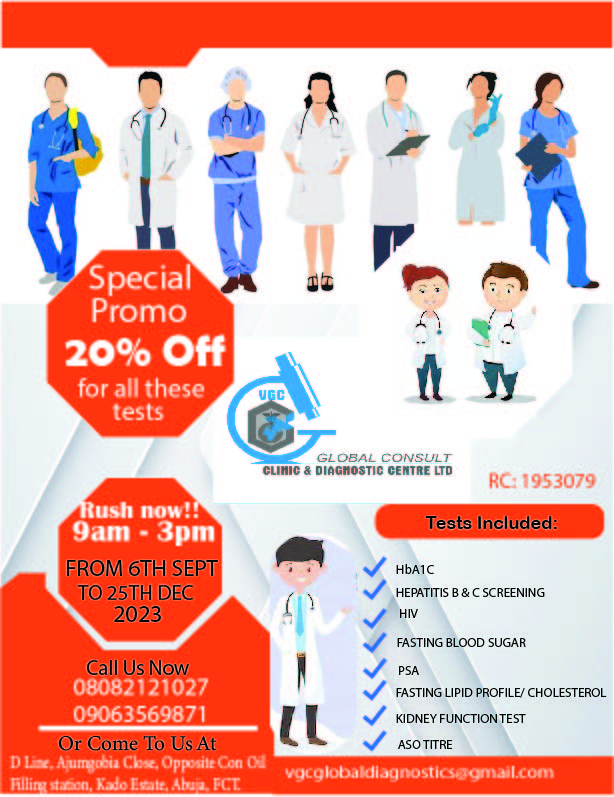 Special
Promo
20% Off
for all these
tests
VGC
GLOBAL CONSULT
CLINIC & DIAGNOSTIC CENTRE LTD
RC: 1953079
Rush now!!
9am - 3pm
FROM 6TH SEPT
TO 25TH DEC
2023
Tests Included:
HbA1C
HEPATITIS B & C SCREENING
HIV
FASTING BLOOD SUGAR
PSA
FASTING LIPID PROFILE/ CHOLESTEROL
KIDNEY FUNCTION TEST
ASO TITRE
Call Us Now
08082121027
09063569871
Or Come To Us At
D Line, Ajumgobia Close, Opposite Con Oil
Filling station, Kado Estate, Abuja, FCT.
vgcglobaldiagnostics@gmail.com